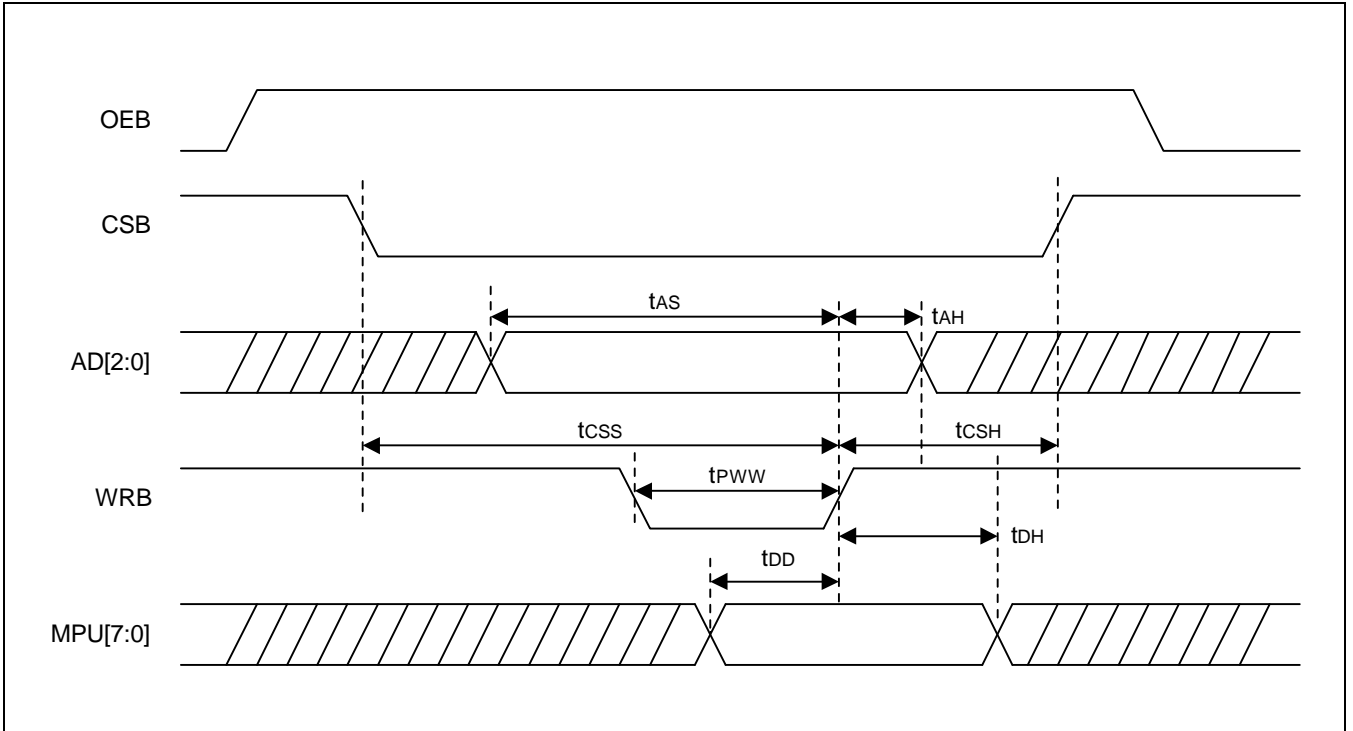 OEB
CSB
tAS
tAH
AD[2:0]
tCSS
tCSH
tPWW
WRB
tDH
tDD
MPU[7:0]